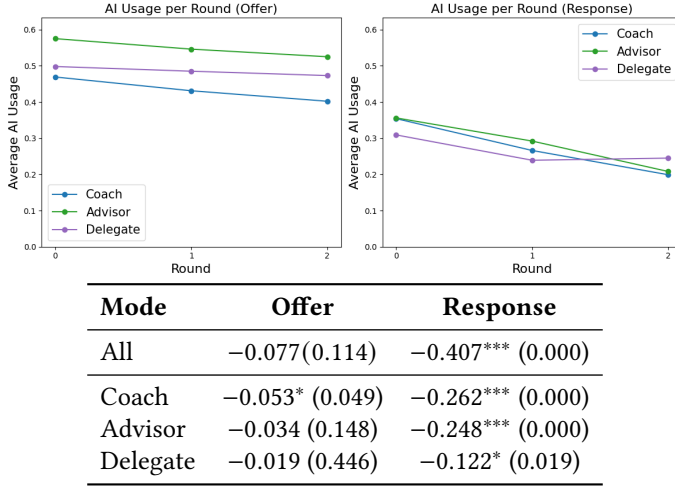 AI Usage per Round (Offer)
Average AI Usage
0.6
0.5
0.4
0.3
0.2
0.1
0.0
Coach
Advisor
Delegate
0 1 2
Round
AI Usage per Round (Response)
Average AI Usage
0.6
0.5
0.4
0.3
0.2
0.1
0.0
Coach
Advisor
Delegate
0 1 2
Round
Mode Offer Response
All −0.077(0.114) −0.407*** (0.000)
Coach −0.053* (0.049) −0.262*** (0.000)
Advisor −0.034 (0.148) −0.248*** (0.000)
Delegate −0.019 (0.446) −0.122* (0.019)